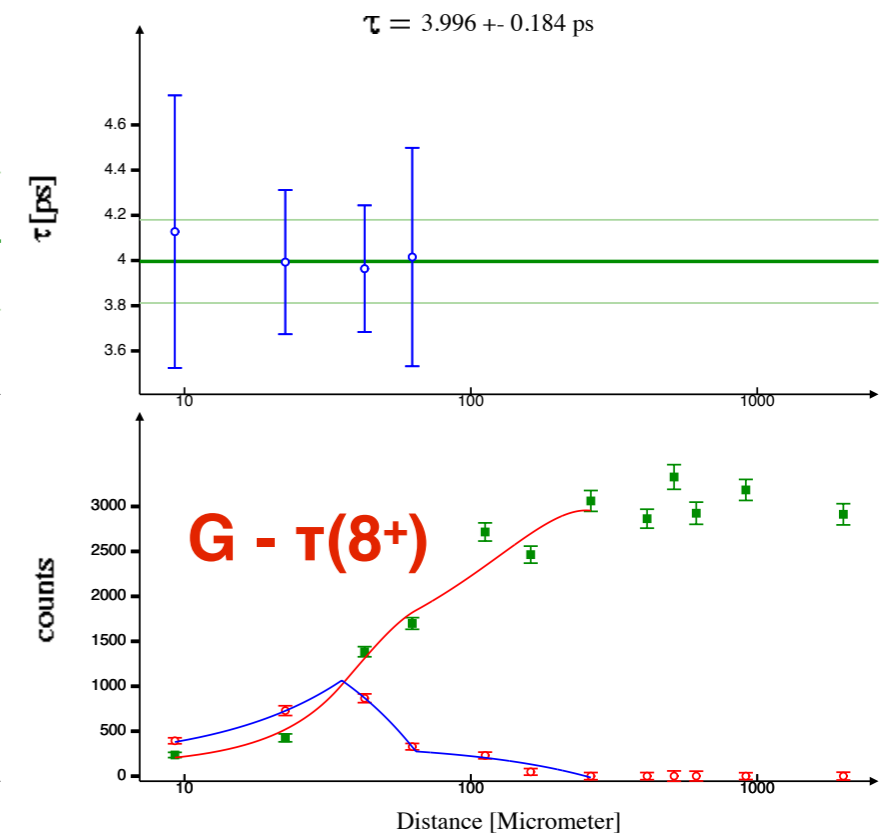 τ = 3.996 +- 0.184 ps
τ [ps]
4.6
4.4
4.2
4
3.8
3.6
10 100 1000
counts
3000
2500
2000
1500
1000
500
0
G - τ(8⁺)
10 100 1000
Distance [Micrometer]